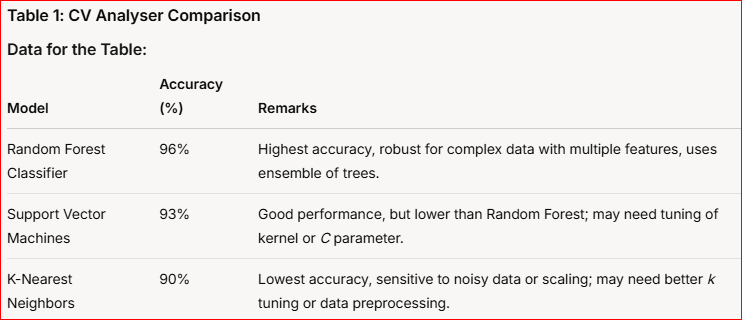 Table 1: CV Analyser Comparison
Data for the Table:
Model Accuracy (%) Remarks
Random Forest Classifier 96% Highest accuracy, robust for complex data with multiple features, uses ensemble of trees.
Support Vector Machines 93% Good performance, but lower than Random Forest; may need tuning of kernel or C parameter.
K-Nearest Neighbors 90% Lowest accuracy, sensitive to noisy data or scaling; may need better k tuning or data preprocessing.